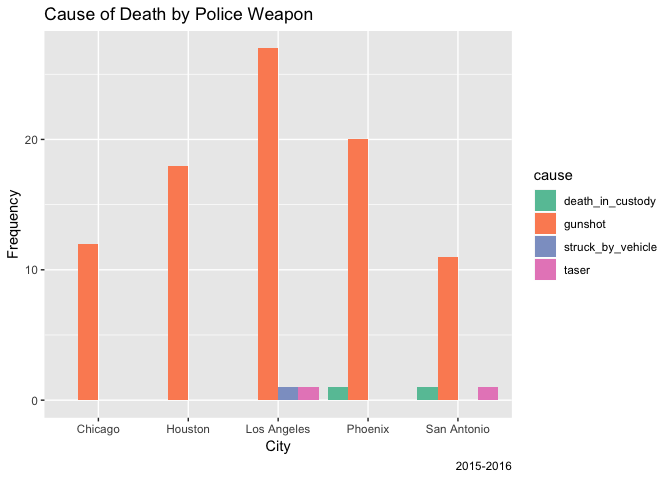 Cause of Death by Police Weapon
Frequency
20
10
0
Chicago
Houston
Los Angeles
Phoenix
San Antonio
City
2015-2016
cause
death_in_custody
gunshot
struck_by_vehicle
taser